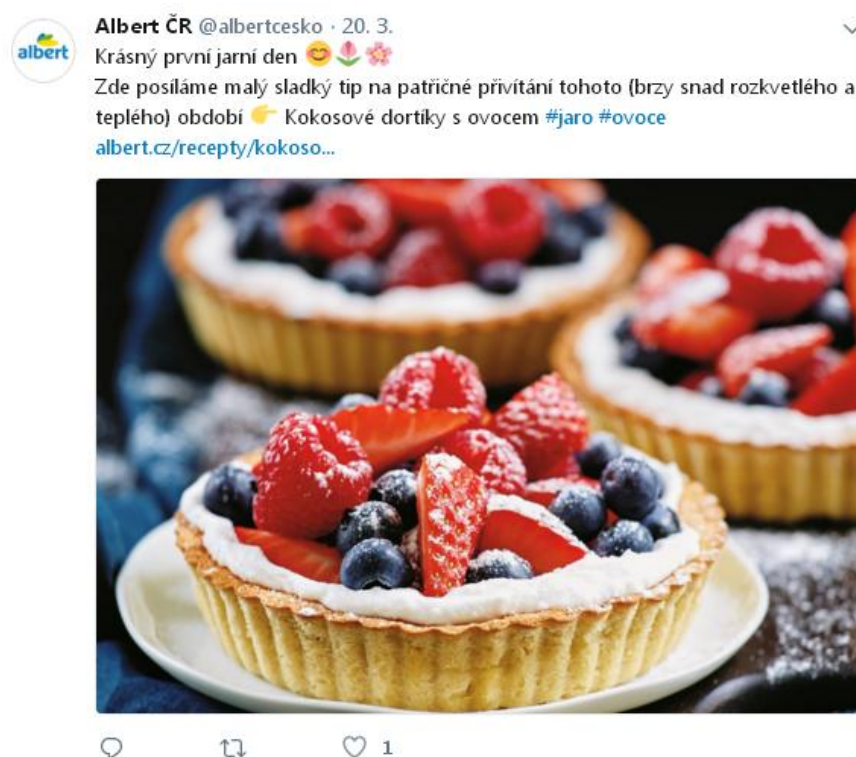 albert
Albert ČR @albertcesko · 20. 3.
Krásný první jarní den 😊🌷🌸
Zde posíláme malý sladký tip na patřičné přivítání tohoto (brzy snad rozkvetlého a
teplého) období 👉 Kokosové dortíky s ovocem #jaro #ovoce
albert.cz/recepty/kokoso...
1